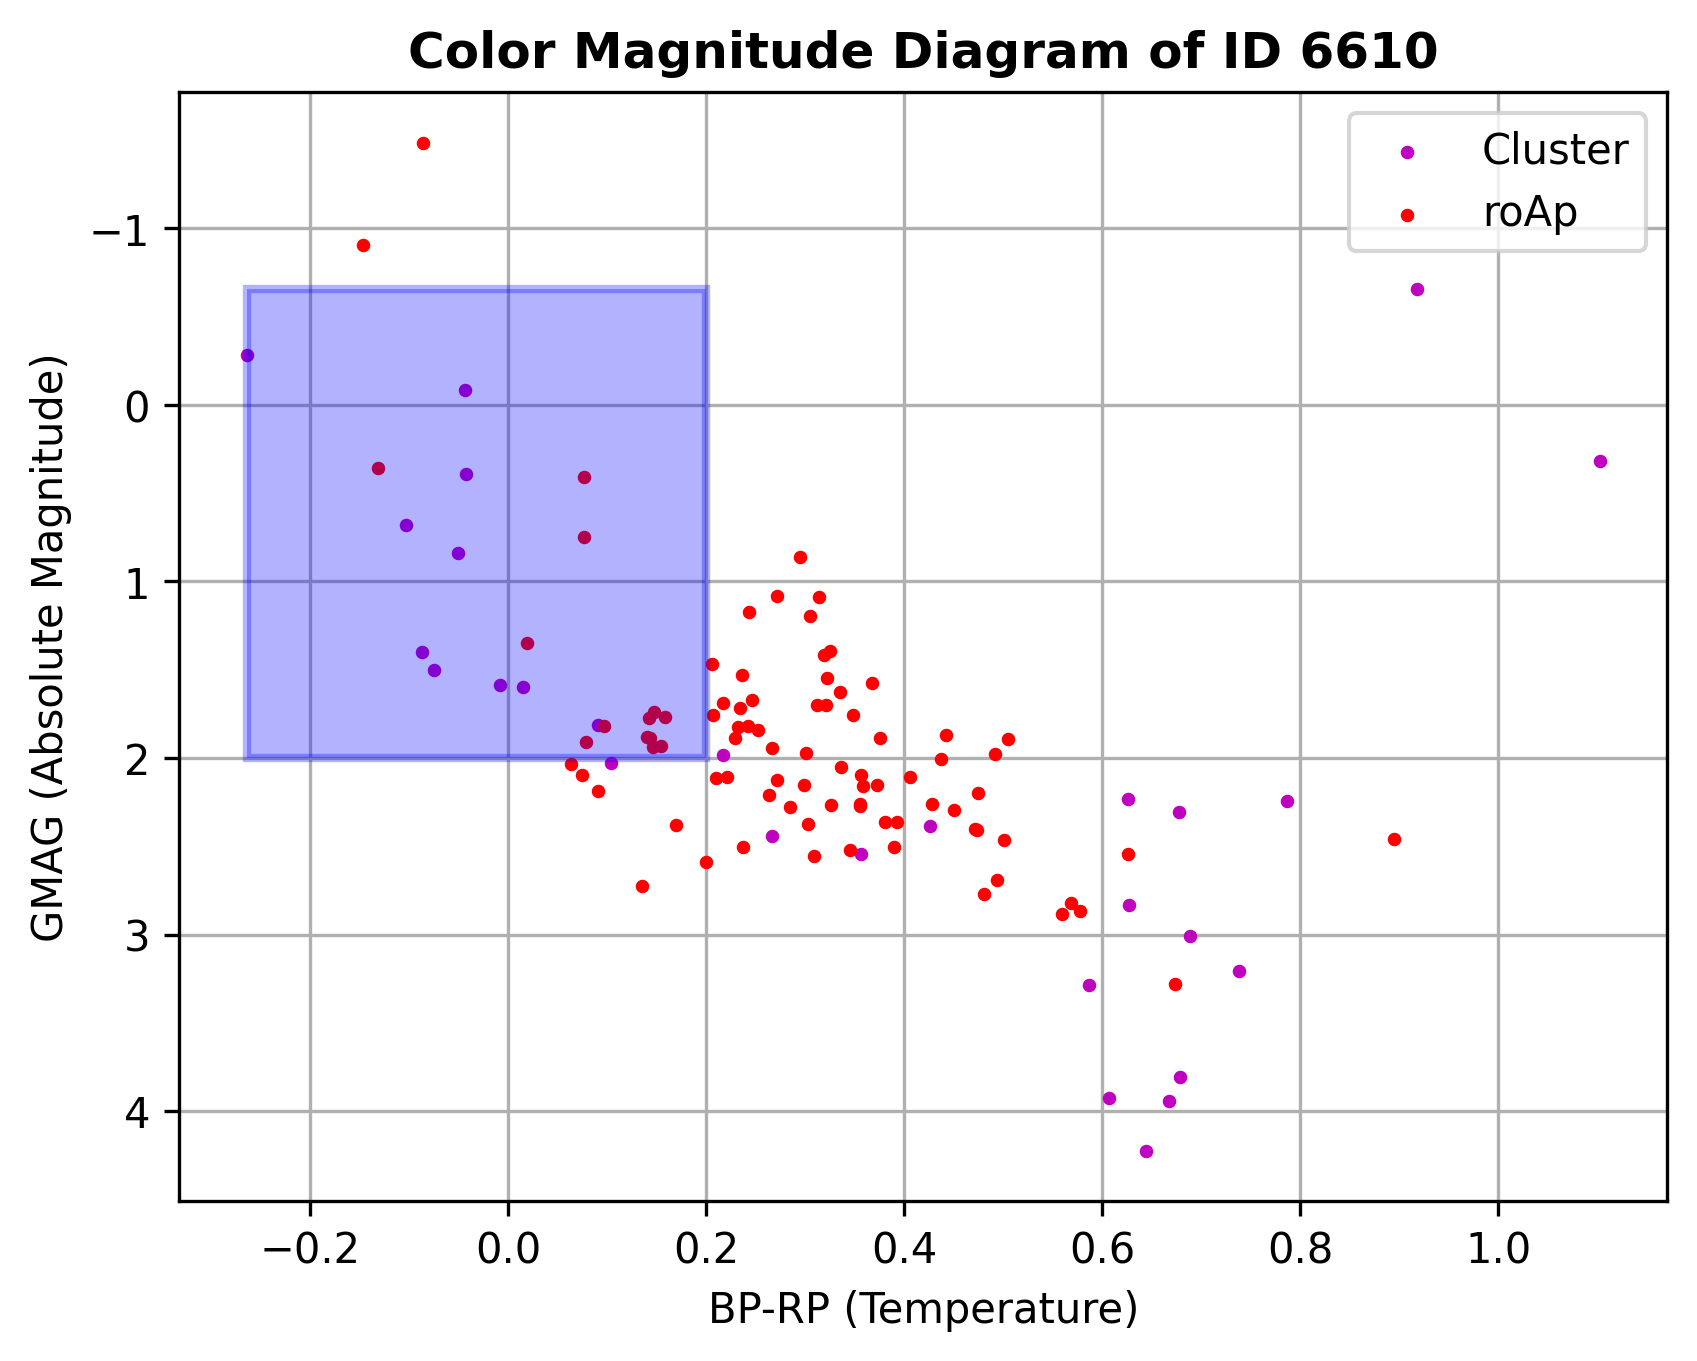 Color Magnitude Diagram of ID 6610
Cluster
roAp
−1
0
1
2
3
4
GMAG (Absolute Magnitude)
−0.2 0.0 0.2 0.4 0.6 0.8 1.0
BP-RP (Temperature)